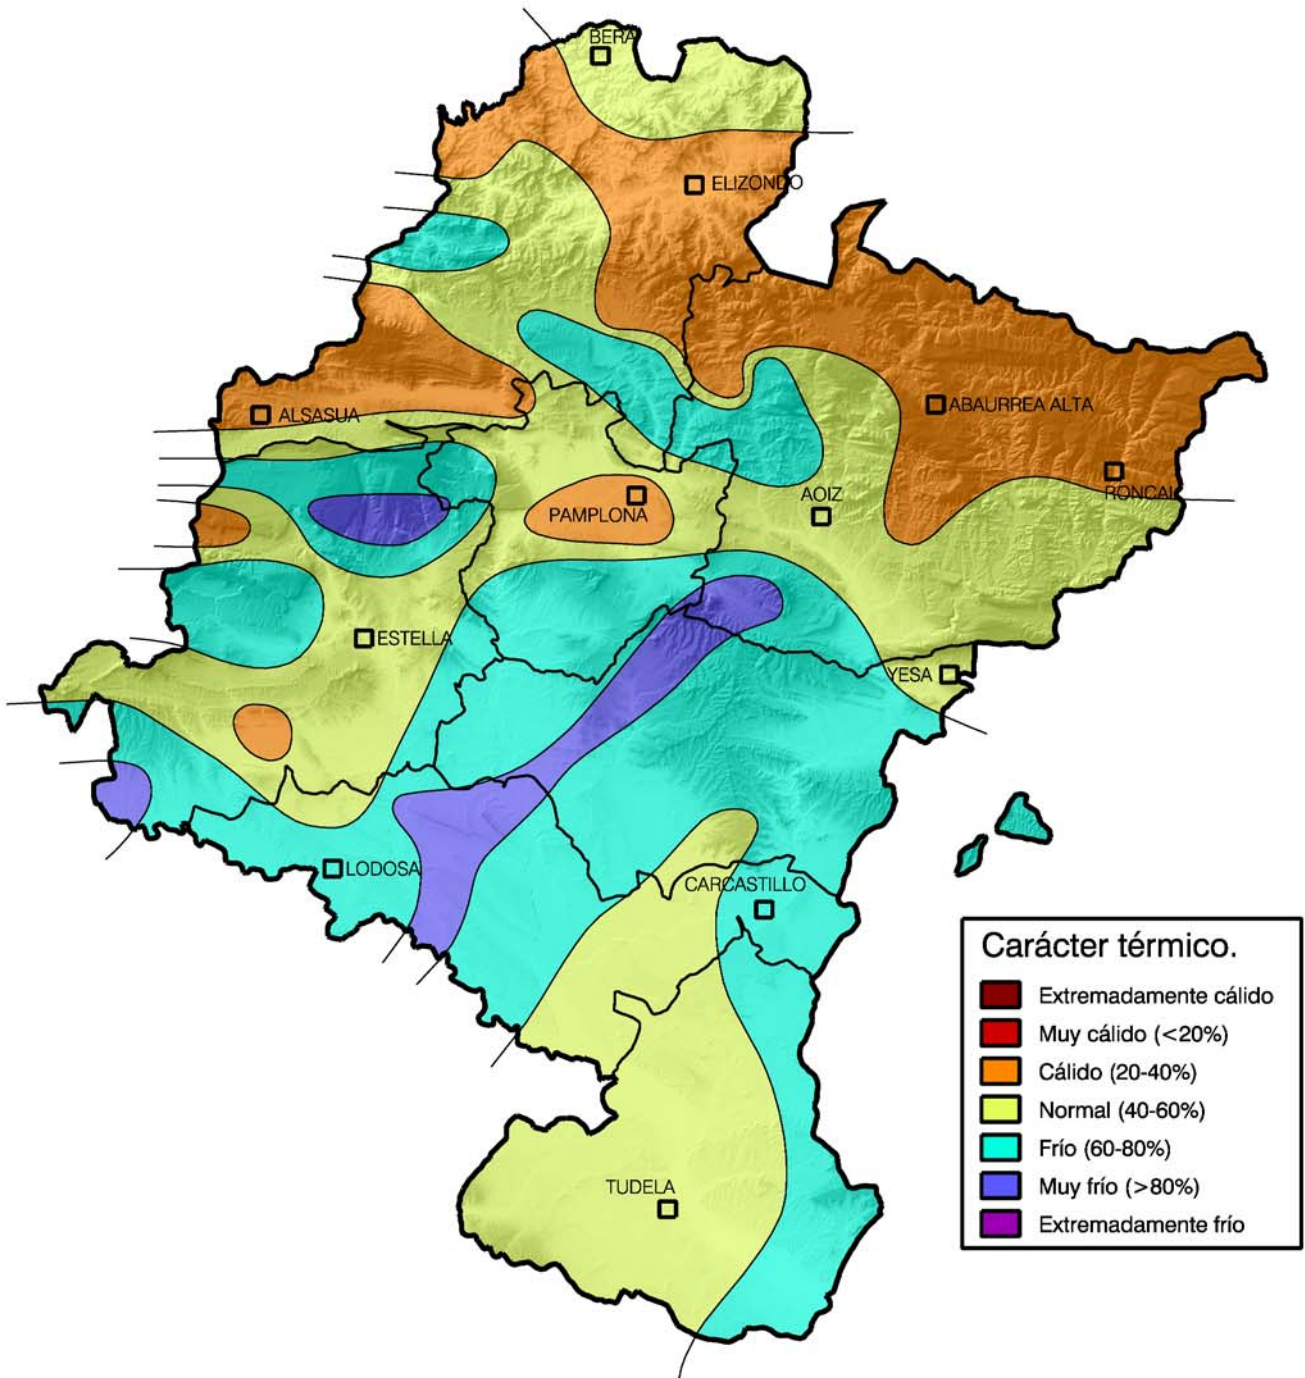 BERA
ELIZONDO
ALSASUA
ABAURREA ALTA
RONCAL
AOIZ
PAMPLONA
ESTELLA
YESA
LODOSA
CARCASTILLO
TUDELA
Carácter térmico.
Extremadamente cálido
Muy cálido (<20%)
Cálido (20-40%)
Normal (40-60%)
Frío (60-80%)
Muy frío (>80%)
Extremadamente frío